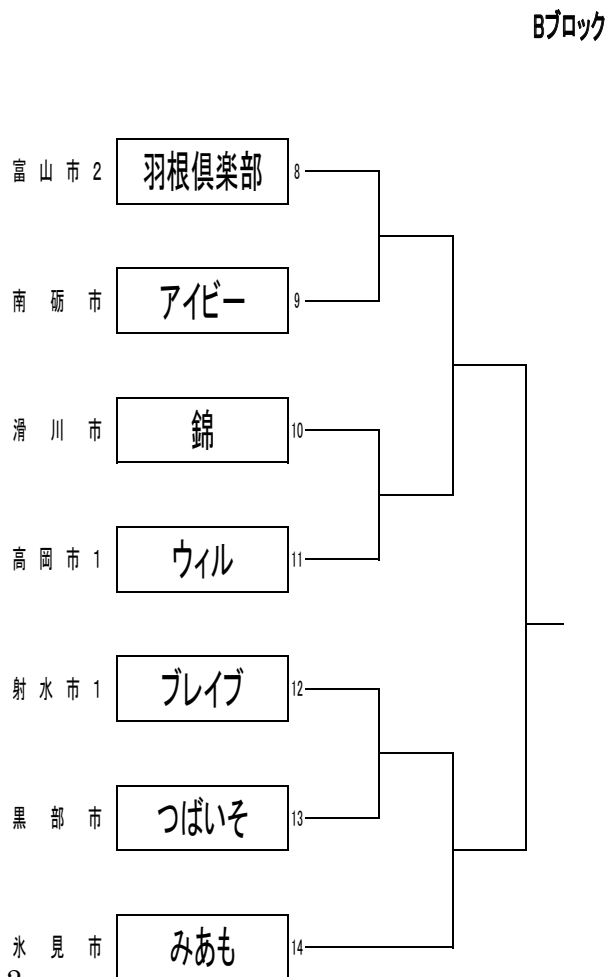 Bブロック
富山市2 羽根倶楽部 8
南砺市 アイビー 9
滑川市 錦 10
高岡市1 ウィル 11
射水市1 ブレイブ 12
黒部市 つばいそ 13
氷見市 みあも 14